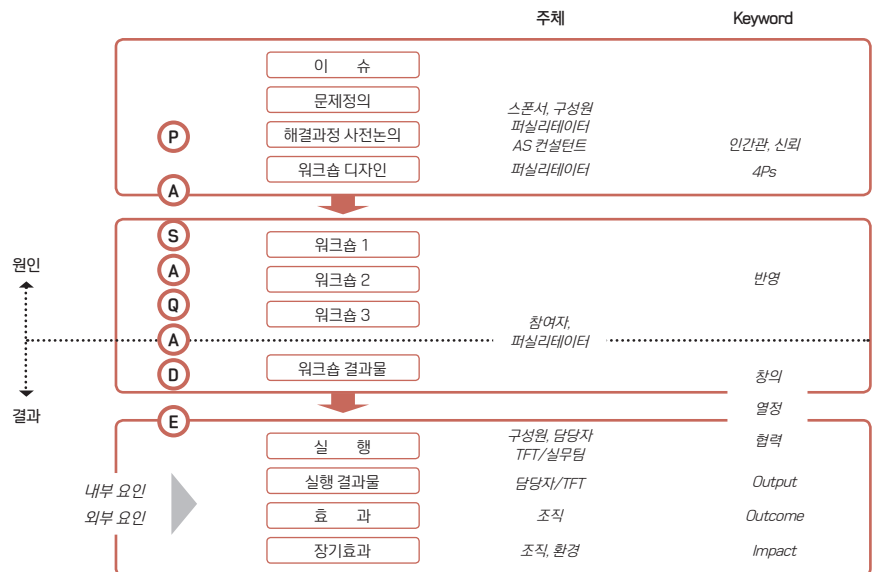 주체 Keyword
이 슈
문제정의
스폰서, 구성원
퍼실리테이터
P
해결과정 사전논의
AS 컨설턴트
인간관, 신뢰
워크숍 디자인
퍼실리테이터
4Ps
A
S
워크숍 1
원인
A
워크숍 2
반영
Q
워크숍 3
참여자,
퍼실리테이터
A
D
워크숍 결과물
창의
결과
열정
E
구성원, 담당자
TFT/실무팀
실 행
협력
내부 요인
실행 결과물
담당자/TFT
Output
외부 요인
효 과
조직
Outcome
장기효과
조직, 환경
Impact